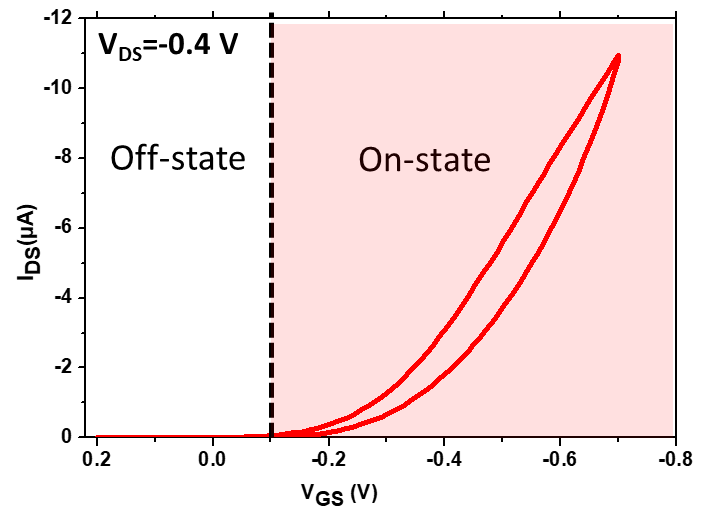 -12
V_DS=-0.4 V
-10
Off-state
On-state
-8
-6
I_DS(μA)
-4
-2
0
0.2
0.0
-0.2
-0.4
-0.6
-0.8
V_GS (V)